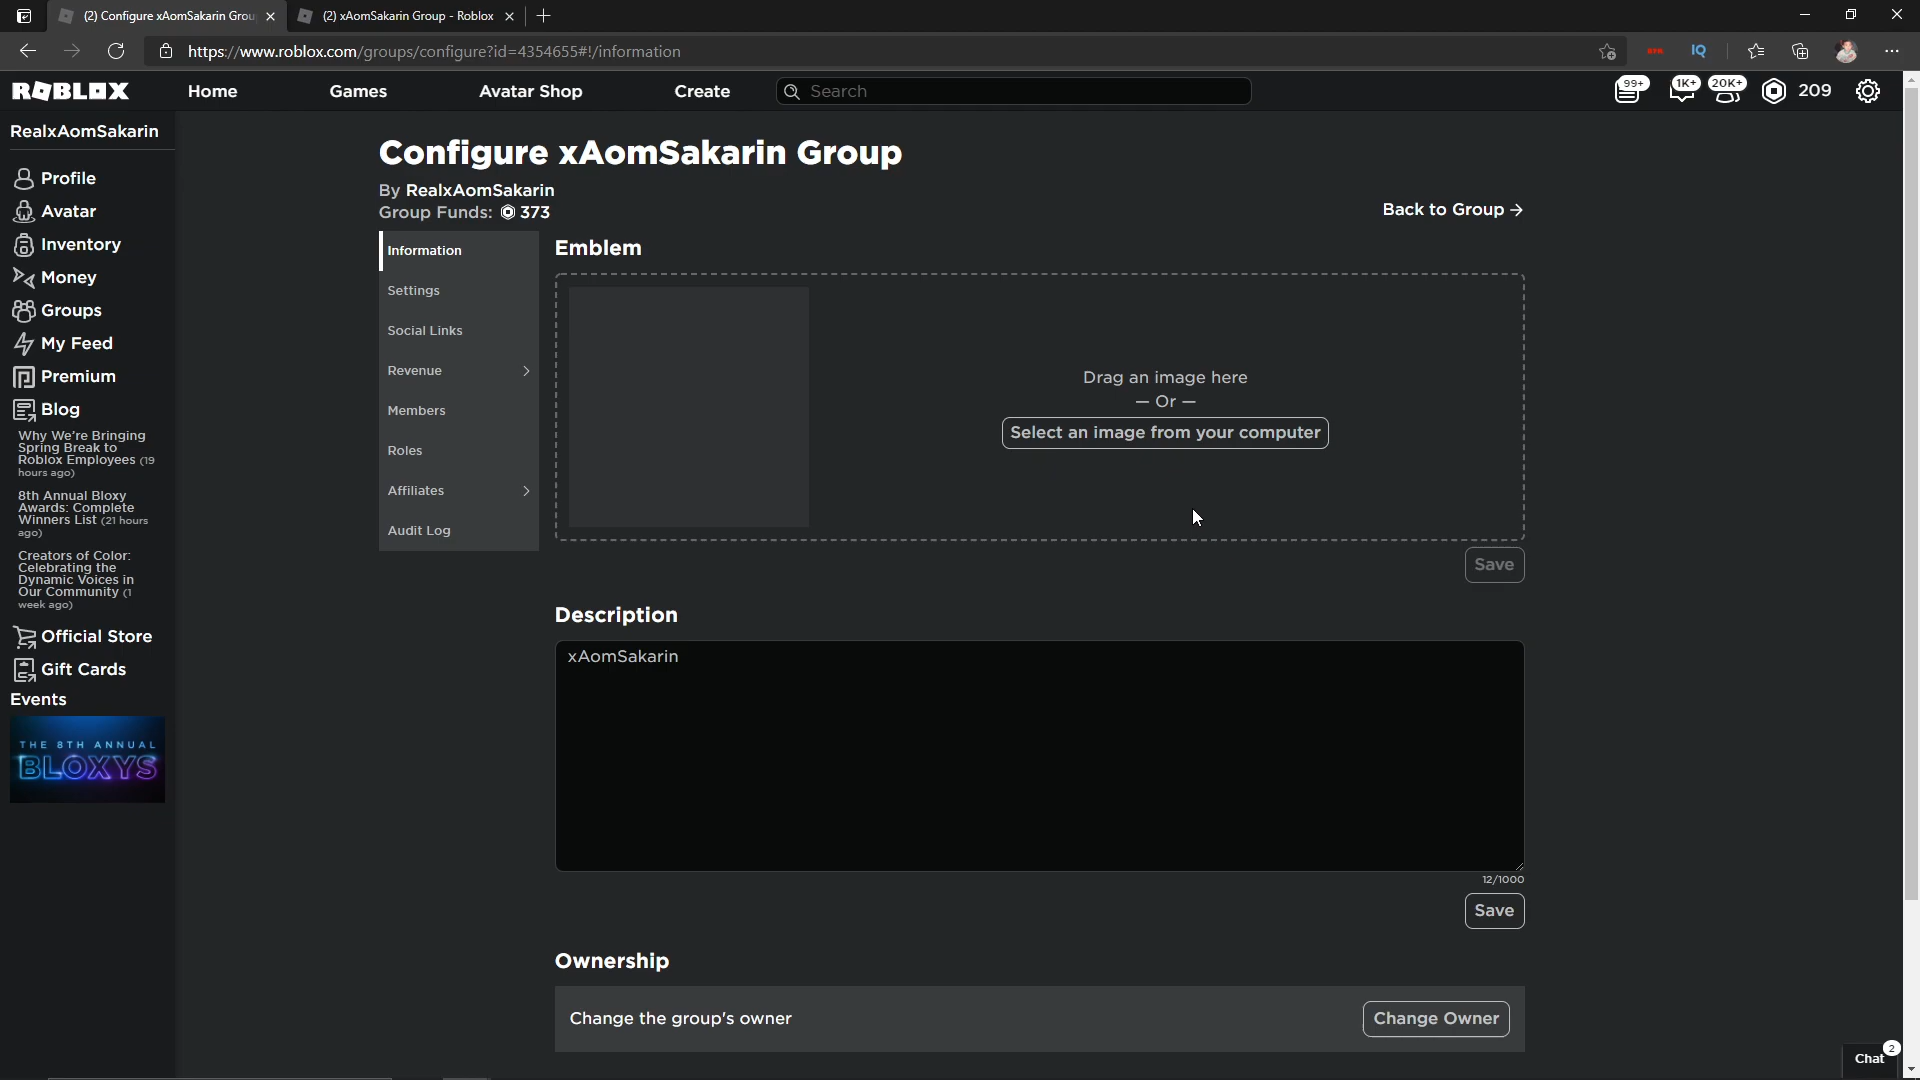 (2) Configure xAomSakarin Grou
(2) xAomSakarin Group - Roblox
https://www.roblox.com/groups/configure?id=4354655#!/information
IQ
ROBLOX
Home
Games
Avatar Shop
Create
Search
99+
1K+
20K+
209
RealxAomSakarin
Profile
Avatar
Inventory
Money
Groups
My Feed
Premium
Blog
Why We're Bringing
Spring Break to
Roblox Employees (19
hours ago)
8th Annual Bloxy
Awards: Complete
Winners List (21 hours
ago)
Creators of Color:
Celebrating the
Dynamic Voices in
Our Community (1
week ago)
Official Store
Gift Cards
Events
THE 8TH ANNUAL
BLOXYS
Configure xAomSakarin Group
By RealxAomSakarin
Group Funds: 373
Back to Group
Information
Settings
Social Links
Revenue
Members
Roles
Affiliates
Audit Log
Emblem
Drag an image here
— Or —
Select an image from your computer
Save
Description
xAomSakarin
12/1000
Save
Ownership
Change the group's owner
Change Owner
Chat
2